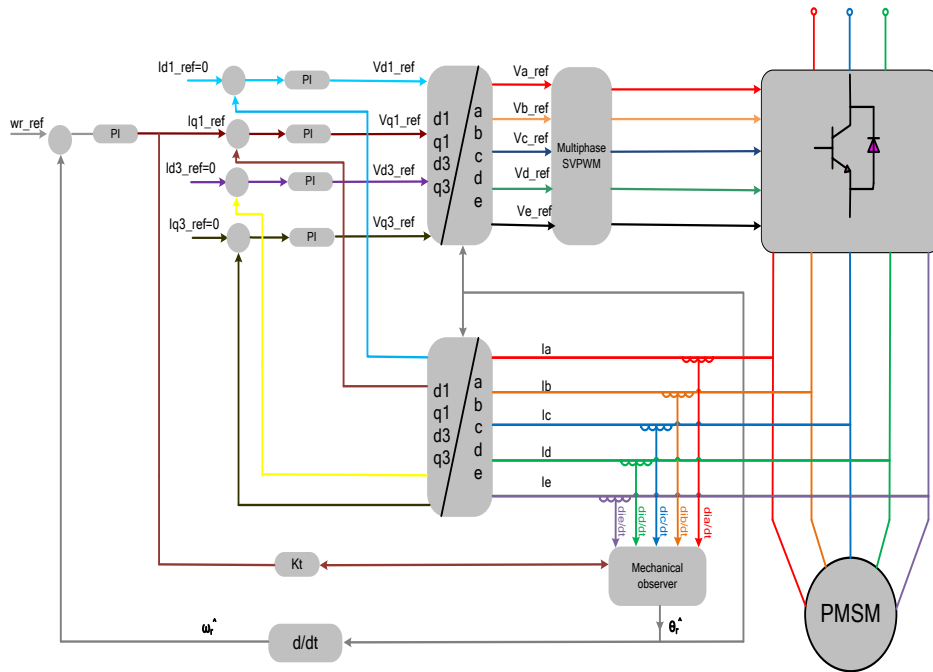 Id1_ref=0
PI
Vd1_ref
wr_ref
PI
Iq1_ref
PI
Vq1_ref
Id3_ref=0
PI
Vd3_ref
Iq3_ref=0
PI
Vq3_ref
d1
q1
d3
q3
a
b
c
d
e
Va_ref
Vb_ref
Vc_ref
Vd_ref
Ve_ref
Multiphase
SVPWM
d1
q1
d3
q3
a
b
c
d
e
Ia
Ib
Ic
Id
Ie
die/dt
did/dt
dic/dt
dib/dt
dia/dt
Kt
Mechanical
observer
PMSM
ω_r^
d/dt
θ_r^